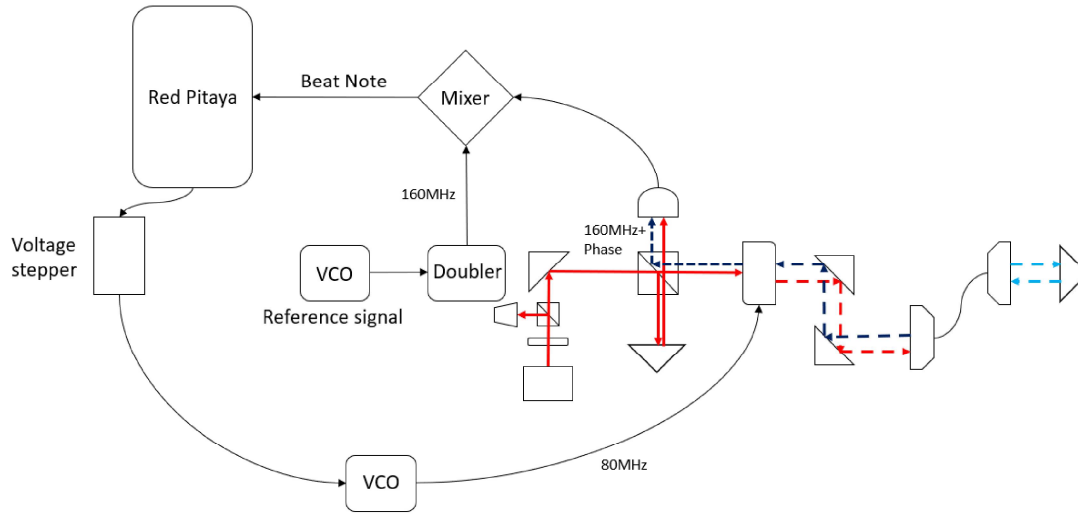 Beat Note
Red Pitaya
Mixer
160MHz
160MHz+
Phase
Voltage
stepper
VCO
Doubler
Reference signal
80MHz
VCO